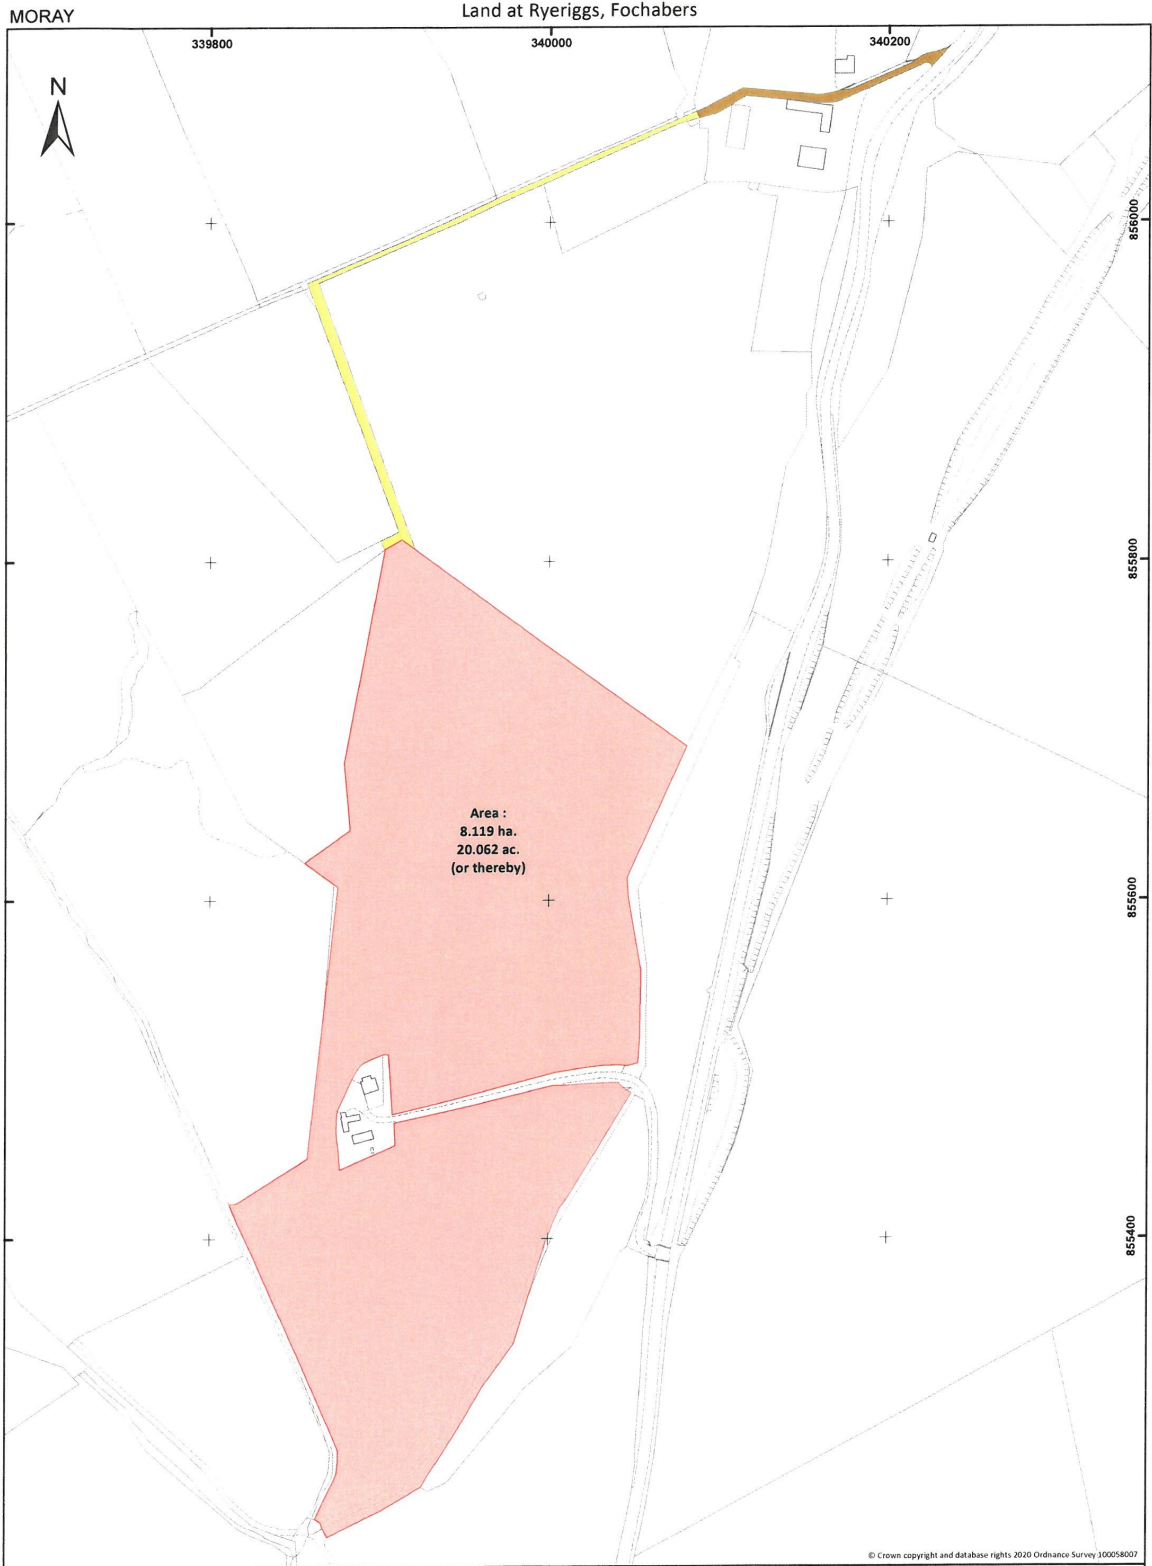 Land at Ryeriggs, Fochabers
MORAY
339800
340000
340200
N
856000
855800
Area :
8.119 ha.
20.062 ac.
(or thereby)
855600
855400
© Crown copyright and database rights 2020 Ordnance Survey 100058007